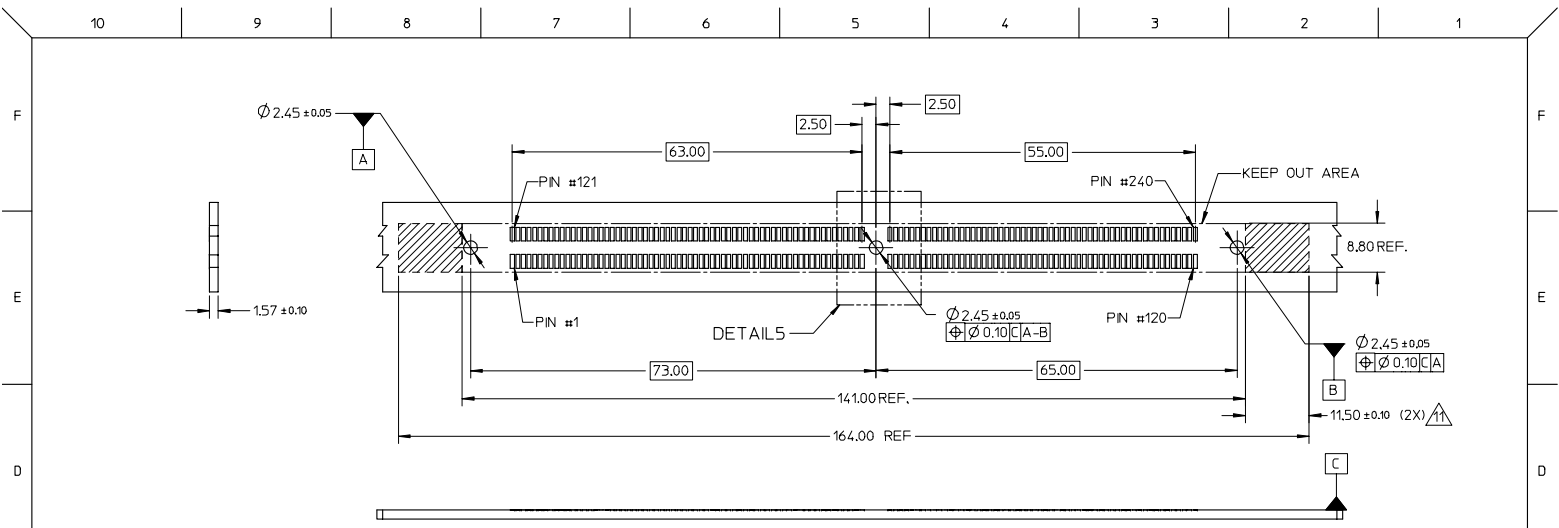 10 9 8 7 6 5 4 3 2 1
F F
Ø 2.45 ±0.05
A
2.50
2.50
63.00
55.00
PIN #121
PIN #240
KEEP OUT AREA
8.80 REF.
E E
1.57 ±0.10
PIN #1
DETAIL5
Ø 2.45 ±0.05
⌖ Ø 0.10 C A-B
PIN #120
Ø 2.45 ±0.05
⌖ Ø 0.10 C A
B
73.00
65.00
141.00 REF.
11.50 ±0.10 (2X) 11
164.00 REF
C
D D